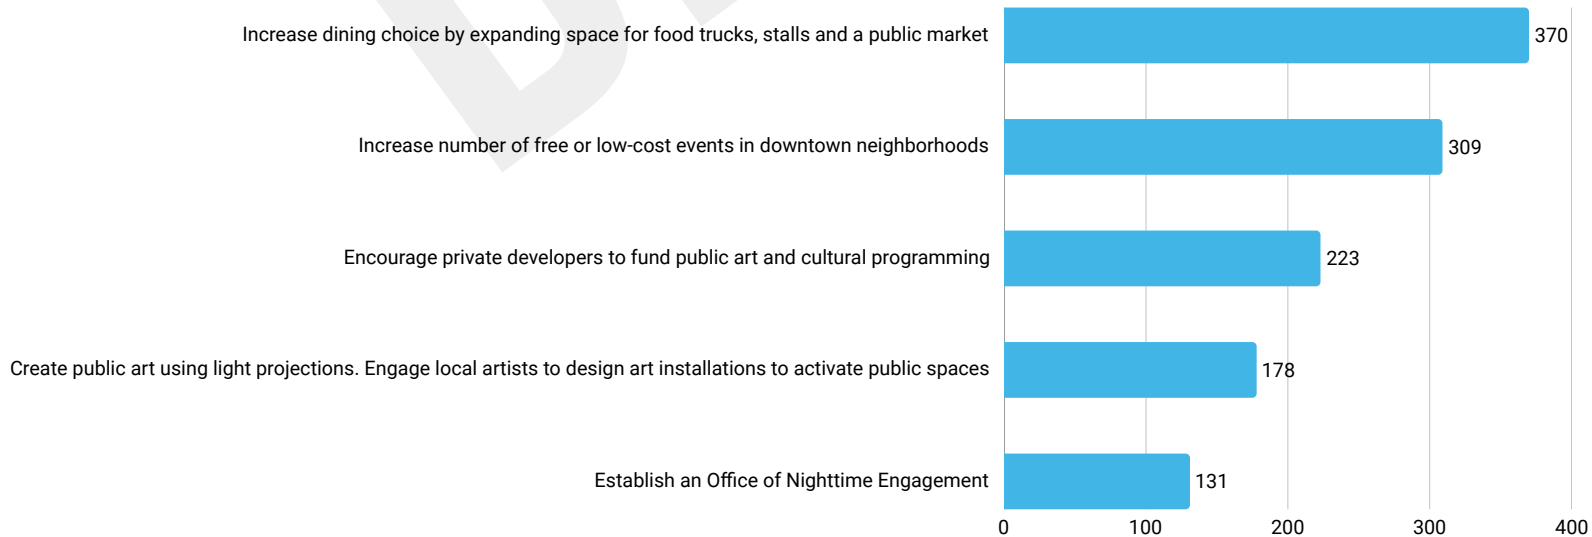 Increase dining choice by expanding space for food trucks, stalls and a public market
370
Increase number of free or low-cost events in downtown neighborhoods
309
Encourage private developers to fund public art and cultural programming
223
Create public art using light projections. Engage local artists to design art installations to activate public spaces
178
Establish an Office of Nighttime Engagement
131
0 100 200 300 400